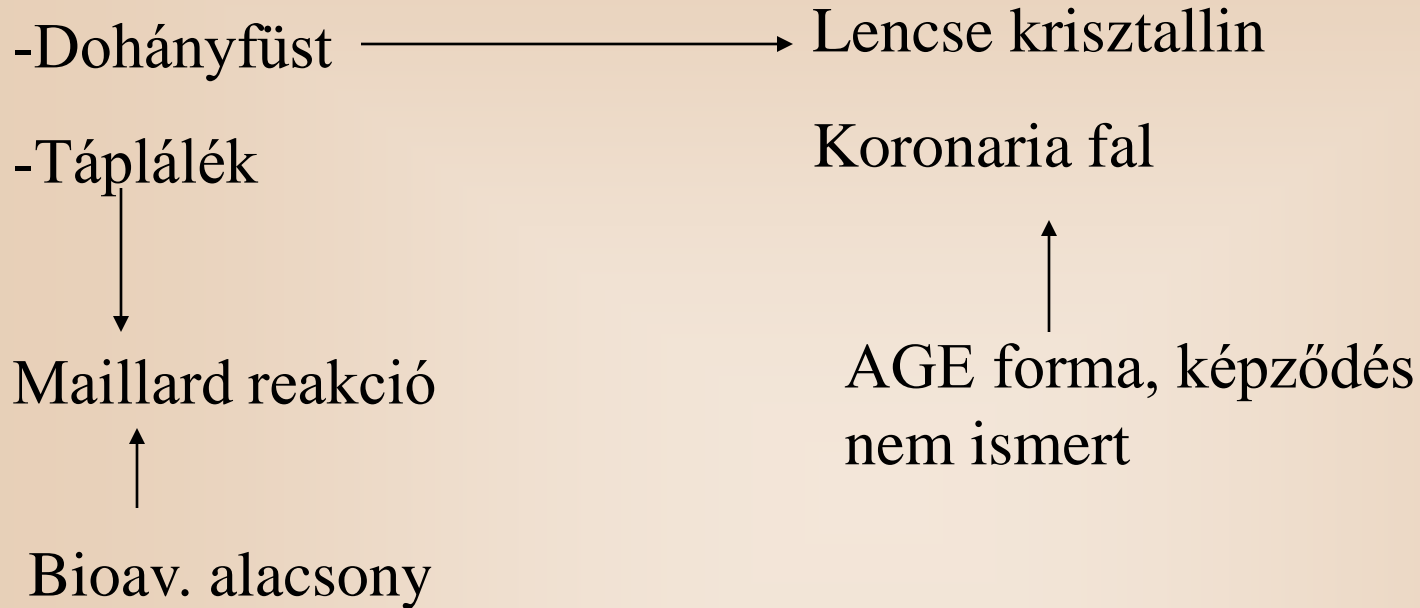 -Dohányfüst
Lencse krisztallin
Koronaria fal
-Táplálék
Maillard reakció
AGE forma, képződés
nem ismert
Bioav. alacsony